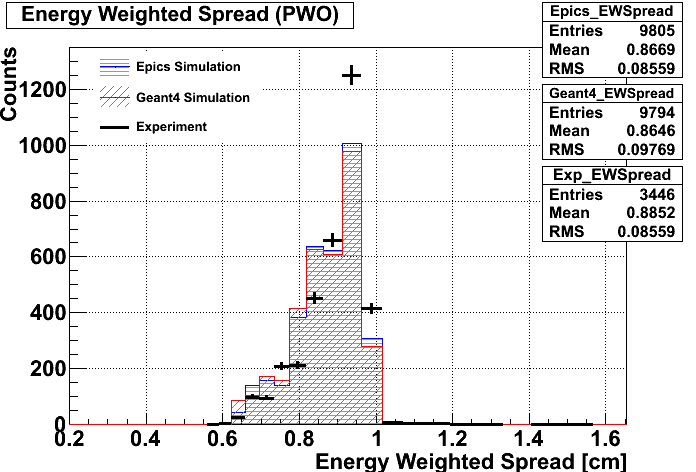 Energy Weighted Spread (PWO)
Counts
Epics Simulation
Geant4 Simulation
Experiment
Epics_EWSpread
Entries 9805
Mean 0.8669
RMS 0.08559
Geant4_EWSpread
Entries 9794
Mean 0.8646
RMS 0.09769
Exp_EWSpread
Entries 3446
Mean 0.8852
RMS 0.08559
1200
1000
800
600
400
200
0
0.2 0.4 0.6 0.8 1 1.2 1.4 1.6
Energy Weighted Spread [cm]